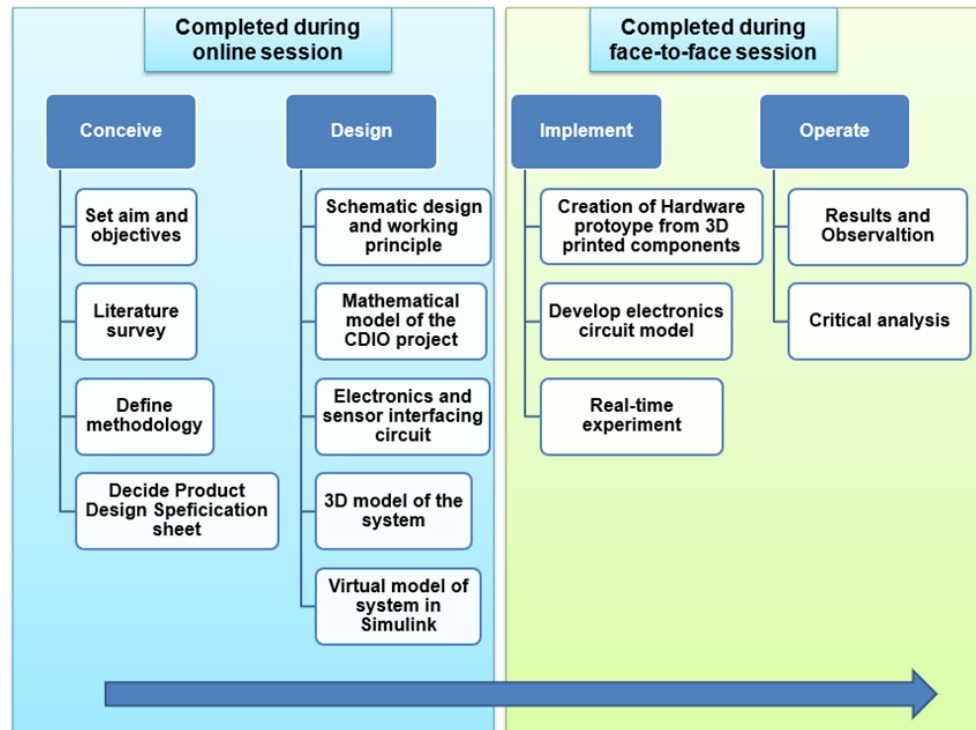 Completed during
online session
Completed during
face-to-face session
Conceive
Set aim and
objectives
Literature
survey
Define
methodology
Decide Product
Design Speficication
sheet
Design
Schematic design
and working
principle
Mathematical
model of the
CDIO project
Electronics and
sensor interfacing
circuit
3D model of the
system
Virtual model of
system in
Simulink
Implement
Creation of Hardware
protoype from 3D
printed components
Develop electronics
circuit model
Real-time
experiment
Operate
Results and
Observaltion
Critical analysis